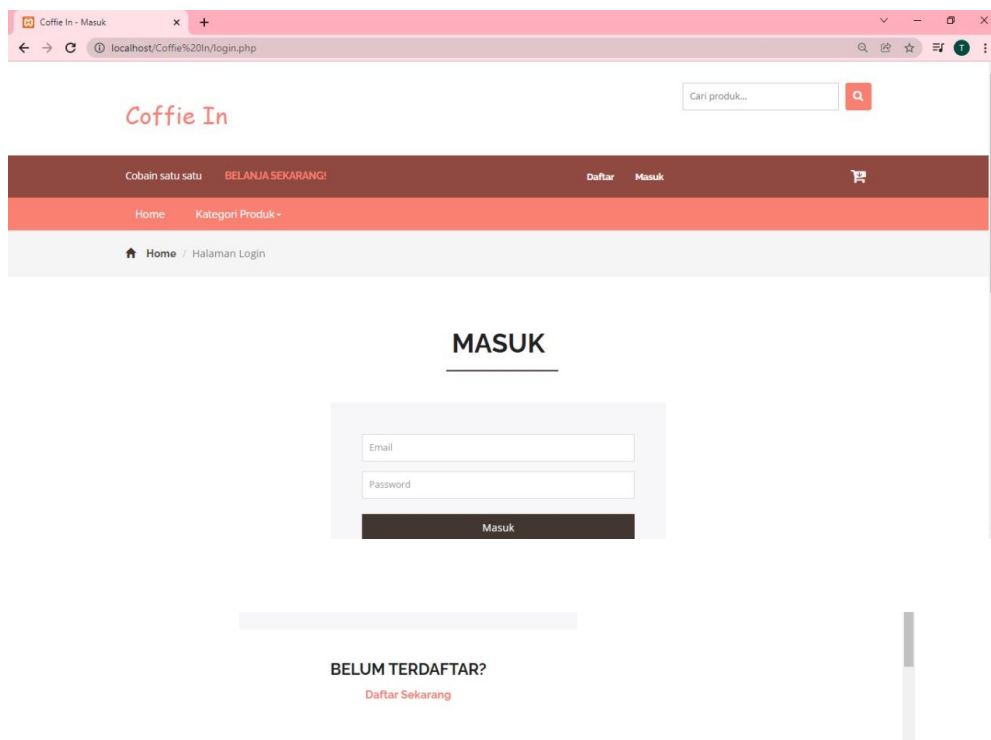 Coffie In - Masuk
localhost/Coffie%20In/login.php
T
Coffie In
Cari produk...
Cobain satu satu BELANJA SEKARANG! Daftar Masuk
Home Kategori Produk
Home / Halaman Login
MASUK
Email
Password
Masuk
BELUM TERDAFTAR?
Daftar Sekarang